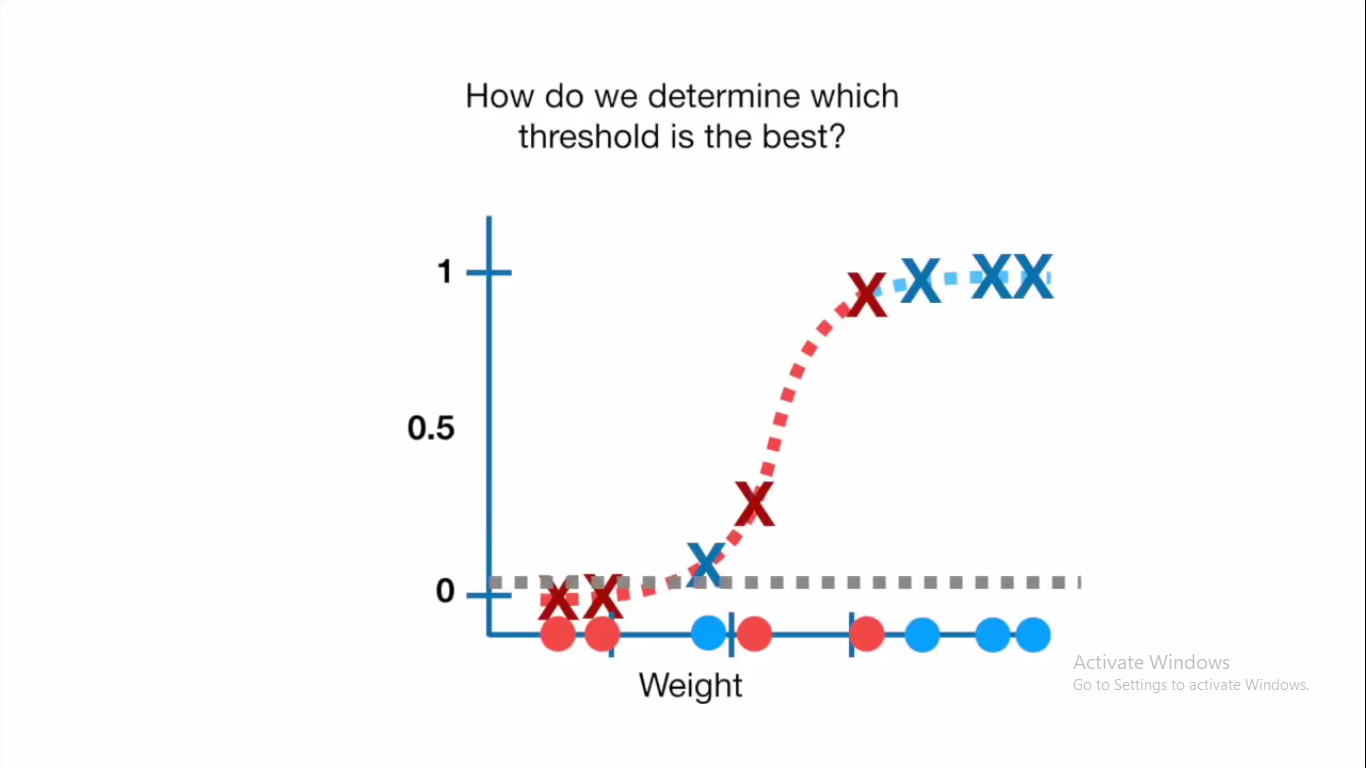 How do we determine which
threshold is the best?
1
0.5
0
X X X X X X X X
Weight
Activate Windows
Go to Settings to activate Windows.